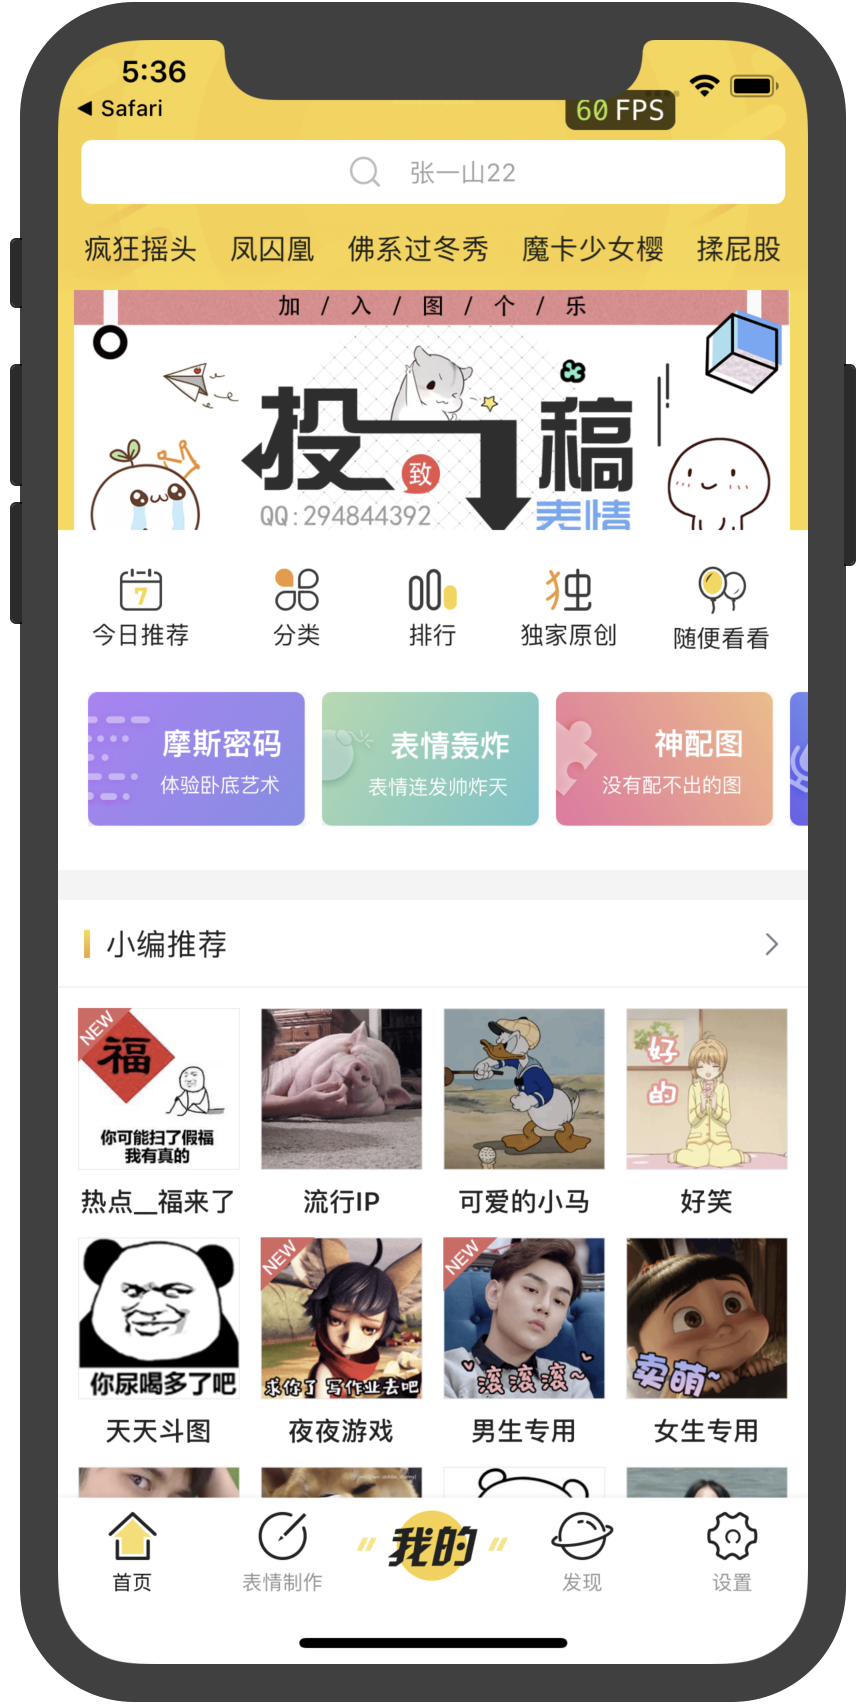 5:36
Safari
60 FPS
张一山22
疯狂摇头 凤囚凰 佛系过冬秀 魔卡少女樱 揉屁股
加 / 入 / 图 / 个 / 乐
投稿
致
QQ:294844392
表情
7
今日推荐 分类 排行 独家原创 随便看看
摩斯密码
体验卧底艺术
表情轰炸
表情连发帅炸天
神配图
没有配不出的图
小编推荐
NEW
福
你可能扫了假福
我有真的
好的
热点__福来了 流行IP 可爱的小马 好笑
你尿喝多了吧
NEW
求你了 写作业去吧
NEW
滚滚滚~
卖萌~
天天斗图 夜夜游戏 男生专用 女生专用
首页 表情制作 我的 发现 设置